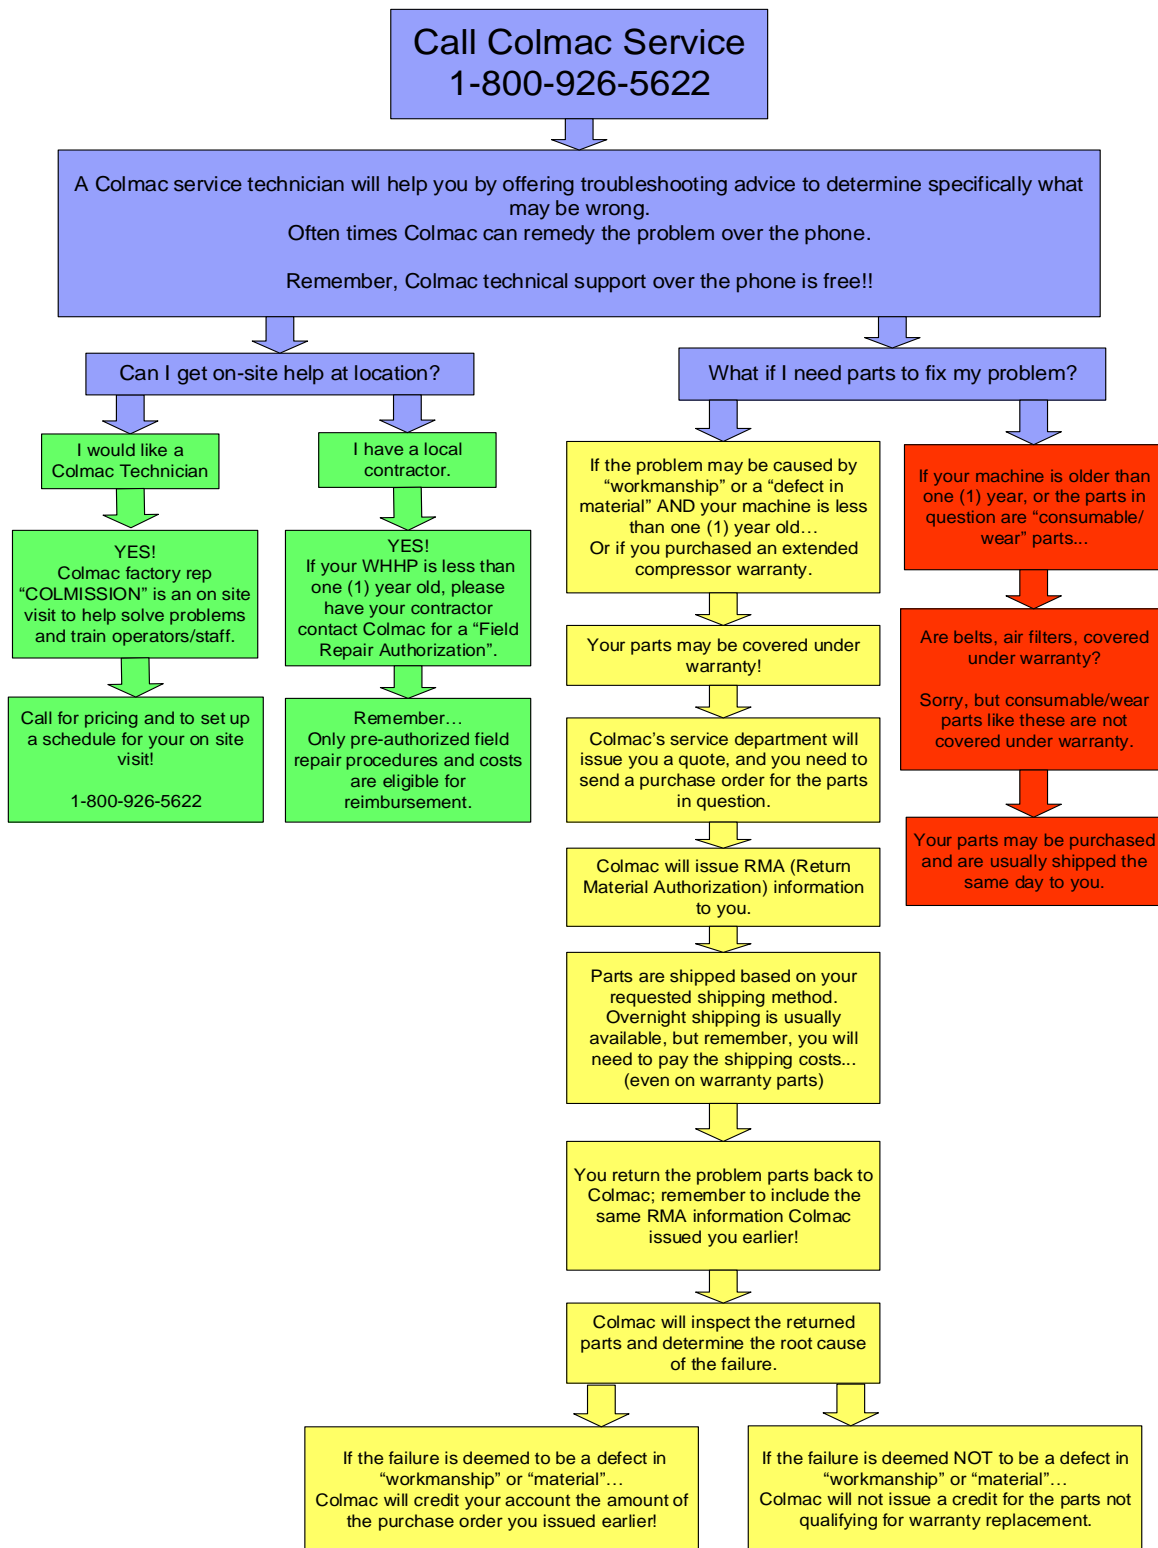 Call Colmac Service
1-800-926-5622
A Colmac service technician will help you by offering troubleshooting advice to determine specifically what
may be wrong.
Often times Colmac can remedy the problem over the phone.
Remember, Colmac technical support over the phone is free!!
Can I get on-site help at location?
What if I need parts to fix my problem?
I would like a
Colmac Technician
YES!
Colmac factory rep
“COLMISSION” is an on site
visit to help solve problems
and train operators/staff.
Call for pricing and to set up
a schedule for your on site
visit!
1-800-926-5622
I have a local
contractor.
YES!
If your WHHP is less than
one (1) year old, please
have your contractor
contact Colmac for a “Field
Repair Authorization”.
Remember…
Only pre-authorized field
repair procedures and costs
are eligible for
reimbursement.
If the problem may be caused by
“workmanship” or a “defect in
material” AND your machine is less
than one (1) year old…
Or if you purchased an extended
compressor warranty.
Your parts may be covered under
warranty!
Colmac’s service department will
issue you a quote, and you need to
send a purchase order for the parts
in question.
Colmac will issue RMA (Return
Material Authorization) information
to you.
Parts are shipped based on your
requested shipping method.
Overnight shipping is usually
available, but remember, you will
need to pay the shipping costs...
(even on warranty parts)
You return the problem parts back to
Colmac; remember to include the
same RMA information Colmac
issued you earlier!
Colmac will inspect the returned
parts and determine the root cause
of the failure.
If the failure is deemed to be a defect in
“workmanship” or “material”…
Colmac will credit your account the amount of
the purchase order you issued earlier!
If the failure is deemed NOT to be a defect in
“workmanship” or “material”…
Colmac will not issue a credit for the parts not
qualifying for warranty replacement.
If your machine is older than
one (1) year, or the parts in
question are “consumable/
wear” parts...
Are belts, air filters, covered
under warranty?
Sorry, but consumable/wear
parts like these are not
covered under warranty.
Your parts may be purchased
and are usually shipped the
same day to you.